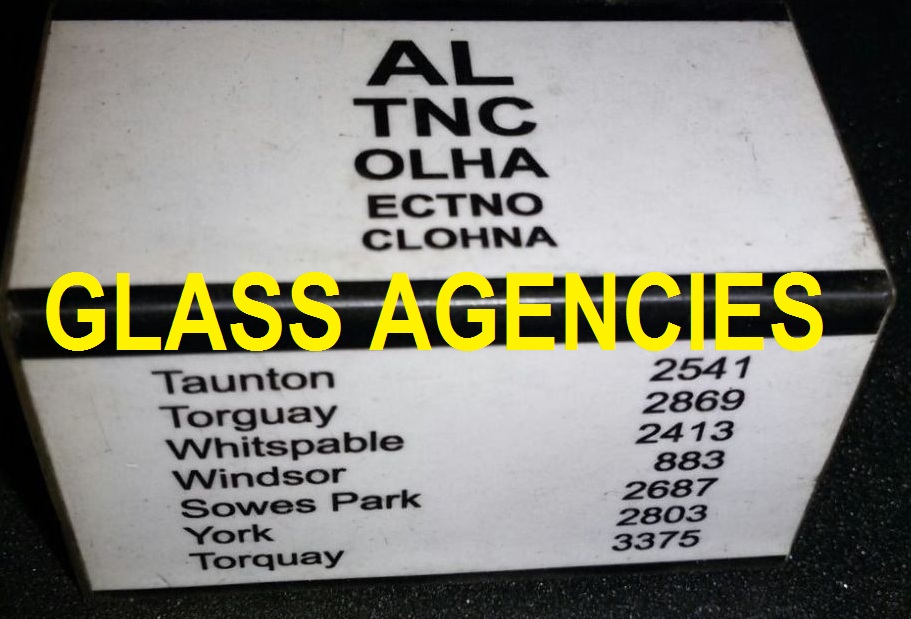 AL
TNC
OLHA
ECTNO
CLOHNA
GLASS AGENCIES
Taunton 2541
Torguay 2869
Whitspable 2413
Windsor 883
Sowes Park 2687
York 2803
Torquay 3375